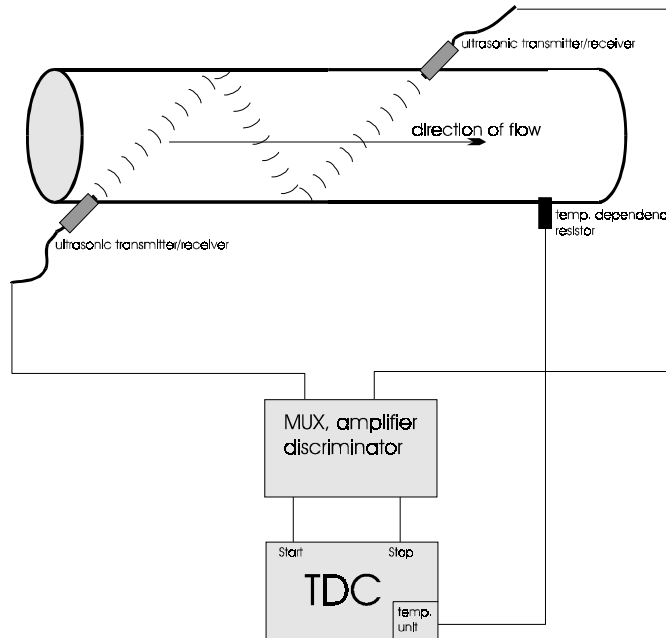 ultrasonic transmitter/receiver
direction of flow
temp. dependend
resistor
ultrasonic transmitter/receiver
MUX, amplifier
discriminator
Start
Stop
TDC
temp.
unit